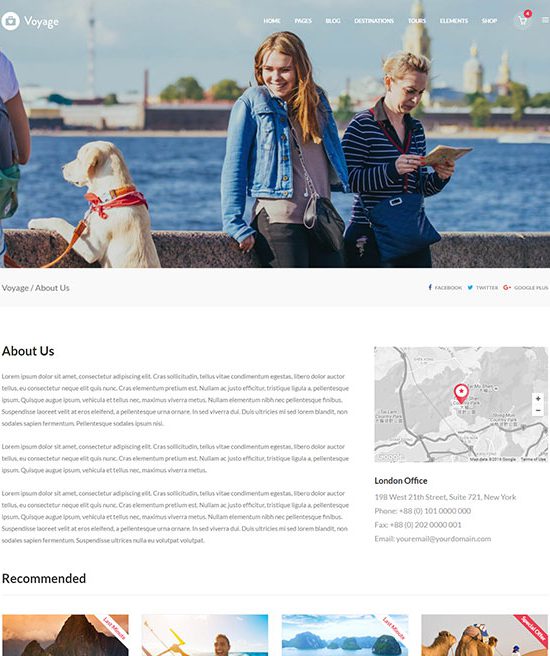 Voyage
HOME PAGES BLOG DESTINATIONS TOURS ELEMENTS SHOP 4
Voyage / About Us
FACEBOOK TWITTER GOOGLE PLUS
About Us
Lorem ipsum dolor sit amet, consectetur adipiscing elit. Cras sollicitudin, tellus vitae condimentum egestas, libero dolor auctor
tellus, eu consectetur neque elit quis nunc. Cras elementum pretium est. Nullam ac justo efficitur, tristique ligula a, pellentesque
ipsum. Quisque augue ipsum, vehicula et tellus nec, maximus viverra metus. Nullam elementum nibh nec pellentesque finibus.
Suspendisse laoreet velit at eros eleifend, a pellentesque urna ornare. In sed viverra dui. Duis ultricies mi sed lorem blandit, non
sodales sapien fermentum. Pellentesque sodales ipsum nisi.
Lorem ipsum dolor sit amet, consectetur adipiscing elit. Cras sollicitudin, tellus vitae condimentum egestas, libero dolor auctor
tellus, eu consectetur neque elit quis nunc. Cras elementum pretium est. Nullam ac justo efficitur, tristique ligula a, pellentesque
ipsum. Quisque augue ipsum, vehicula et tellus nec, maximus viverra metus.
Lorem ipsum dolor sit amet, consectetur adipiscing elit. Cras sollicitudin, tellus vitae condimentum egestas, libero dolor auctor
tellus, eu consectetur neque elit quis nunc. Cras elementum pretium est. Nullam ac justo efficitur, tristique ligula a, pellentesque
ipsum. Quisque augue ipsum, vehicula et tellus nec, maximus viverra metus. Nullam elementum nibh nec pellentesque finibus.
Suspendisse laoreet velit at eros eleifend, a pellentesque urna ornare. In sed viverra dui. Duis ultricies mi sed lorem blandit, non
sodales sapien fermentum. Duis ultrices nulla eu volutpat volutpat.
+
−
Google
Map data ©2016 Google Terms of Use
London Office
198 West 21th Street, Suite 721, New York
Phone: +88 (0) 101 0000 000
Fax: +88 (0) 202 0000 001
Email: youremail@yourdomain.com
Recommended
Last Minute
Last Minute
Special Offer